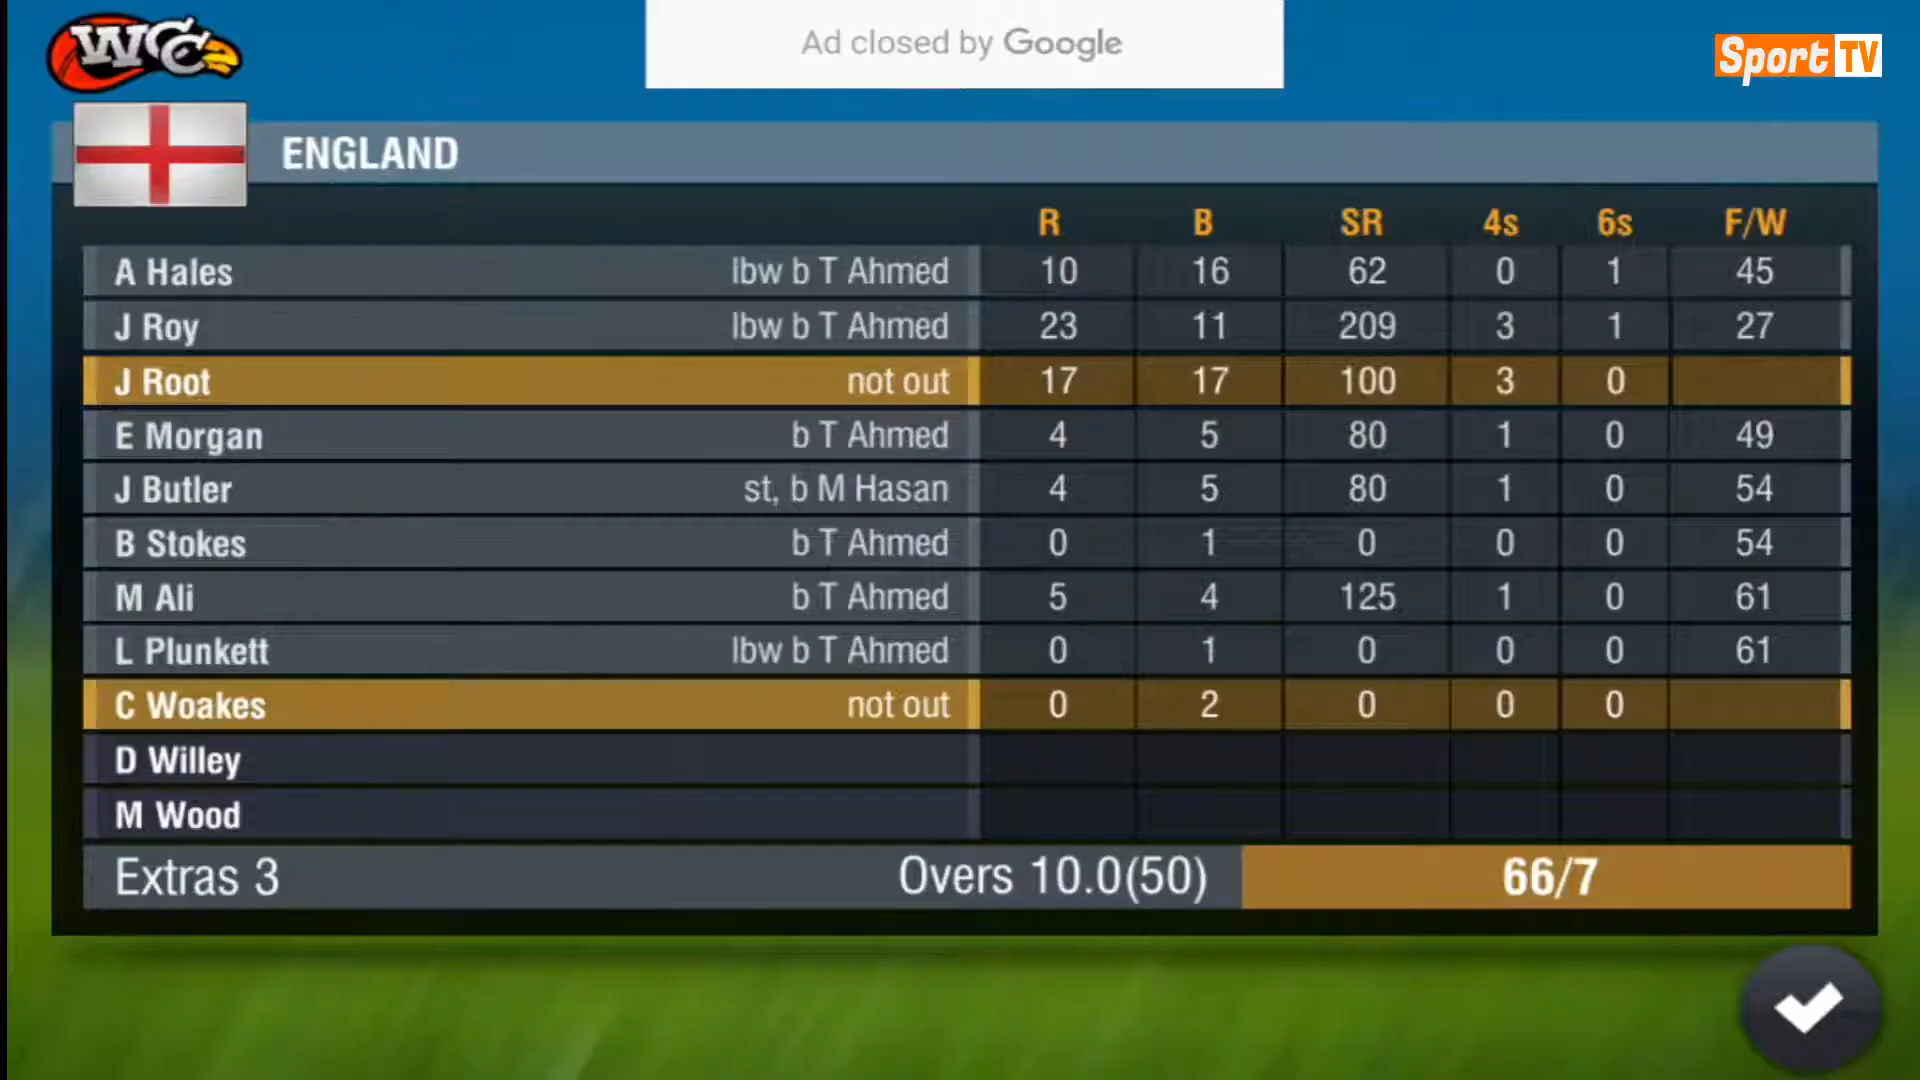 WCC
Ad closed by Google
Sport TV
ENGLAND
R B SR 4s 6s F/W
A Hales lbw b T Ahmed 10 16 62 0 1 45
J Roy lbw b T Ahmed 23 11 209 3 1 27
J Root not out 17 17 100 3 0
E Morgan b T Ahmed 4 5 80 1 0 49
J Butler st, b M Hasan 4 5 80 1 0 54
B Stokes b T Ahmed 0 1 0 0 0 54
M Ali b T Ahmed 5 4 125 1 0 61
L Plunkett lbw b T Ahmed 0 1 0 0 0 61
C Woakes not out 0 2 0 0 0
D Willey
M Wood
Extras 3 Overs 10.0(50) 66/7